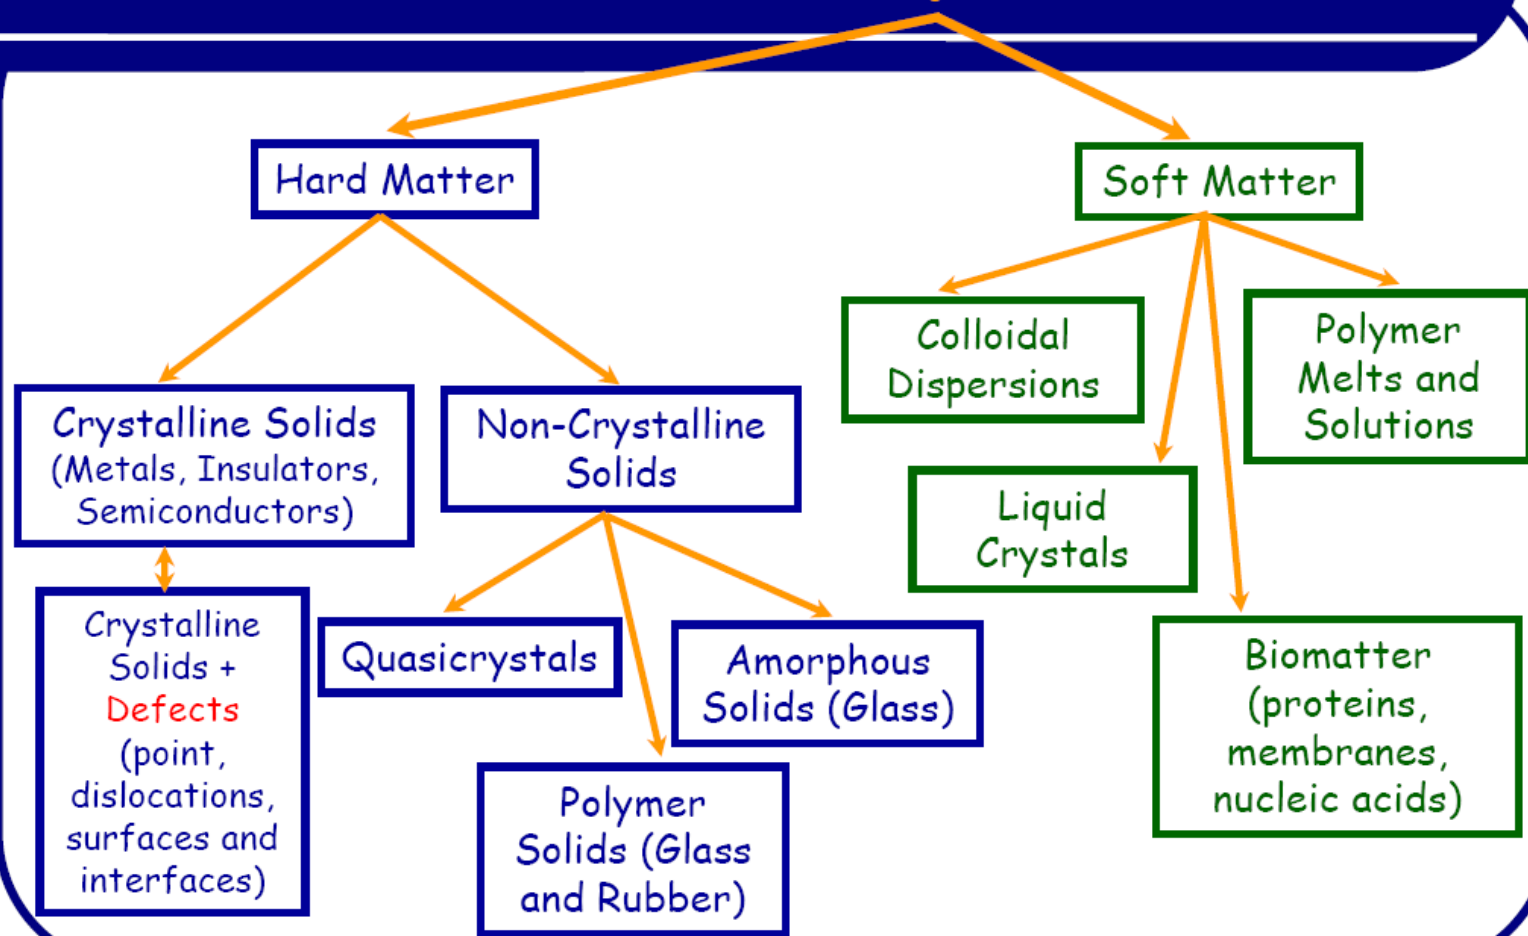 Hard Matter
Soft Matter
Colloidal
Dispersions
Polymer
Melts and
Solutions
Crystalline Solids
(Metals, Insulators,
Semiconductors)
Non-Crystalline
Solids
Liquid
Crystals
Crystalline
Solids +
Defects
(point,
dislocations,
surfaces and
interfaces)
Quasicrystals
Amorphous
Solids (Glass)
Biomatter
(proteins,
membranes,
nucleic acids)
Polymer
Solids (Glass
and Rubber)